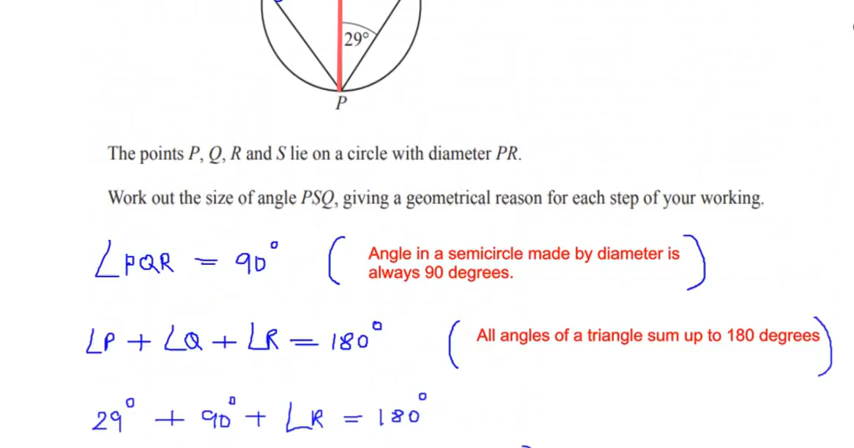 29°
P
The points P, Q, R and S lie on a circle with diameter PR.
Work out the size of angle PSQ, giving a geometrical reason for each step of your working.
∠PQR = 90° ( Angle in a semicircle made by diameter is
always 90 degrees. )
∠P + ∠Q + ∠R = 180° ( All angles of a triangle sum up to 180 degrees )
29° + 90° + ∠R = 180°